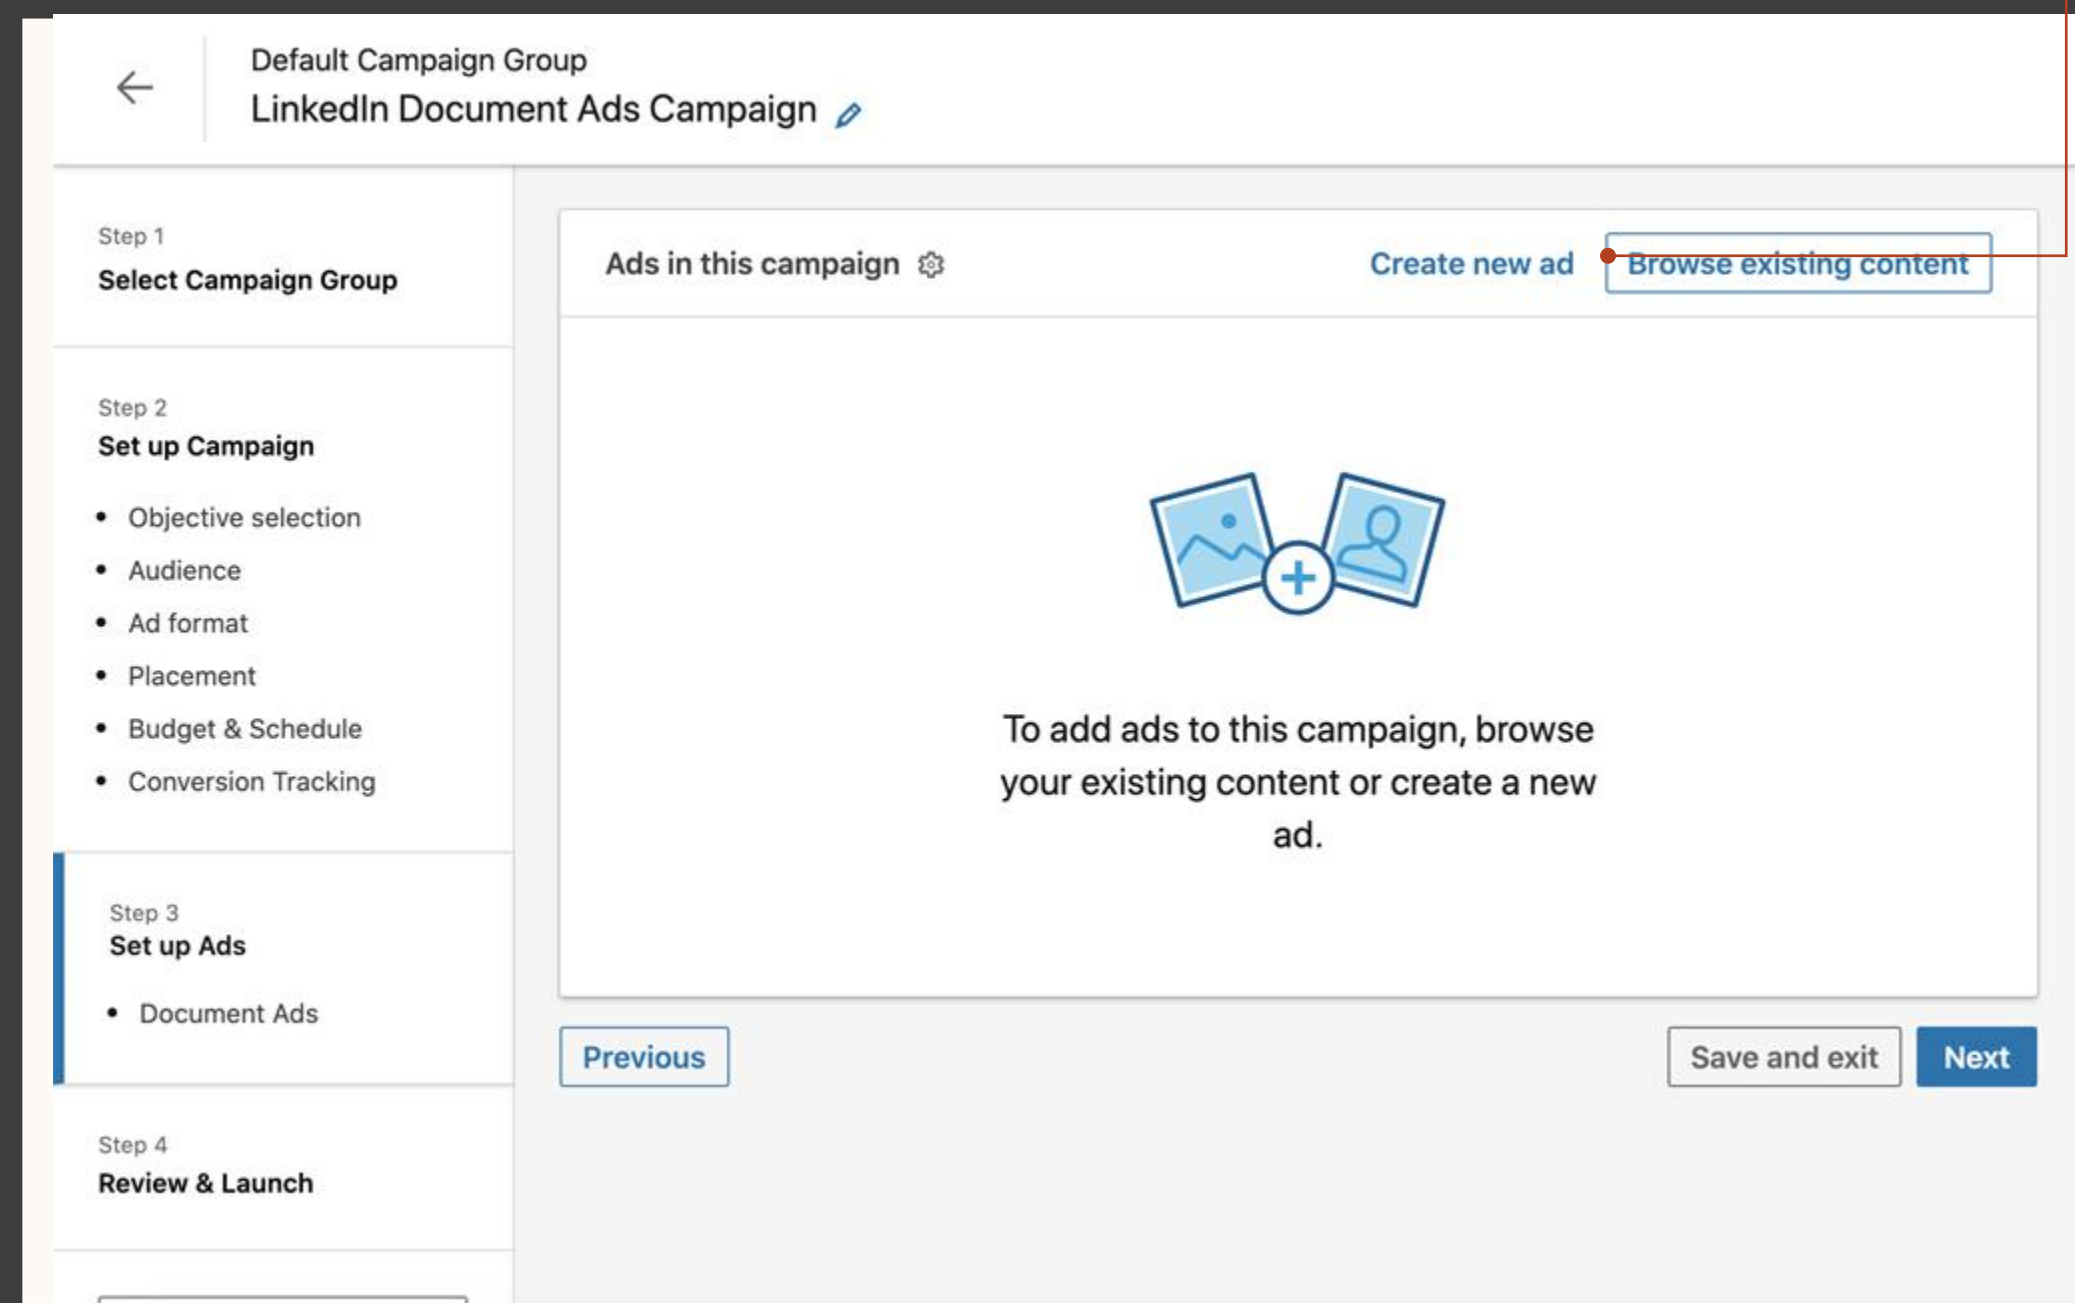 Default Campaign Group
LinkedIn Document Ads Campaign
Step 1
Select Campaign Group
Step 2
Set up Campaign
• Objective selection
• Audience
• Ad format
• Placement
• Budget & Schedule
• Conversion Tracking
Step 3
Set up Ads
• Document Ads
Step 4
Review & Launch
Ads in this campaign
Create new ad
Browse existing content
To add ads to this campaign, browse
your existing content or create a new
ad.
Previous
Save and exit
Next